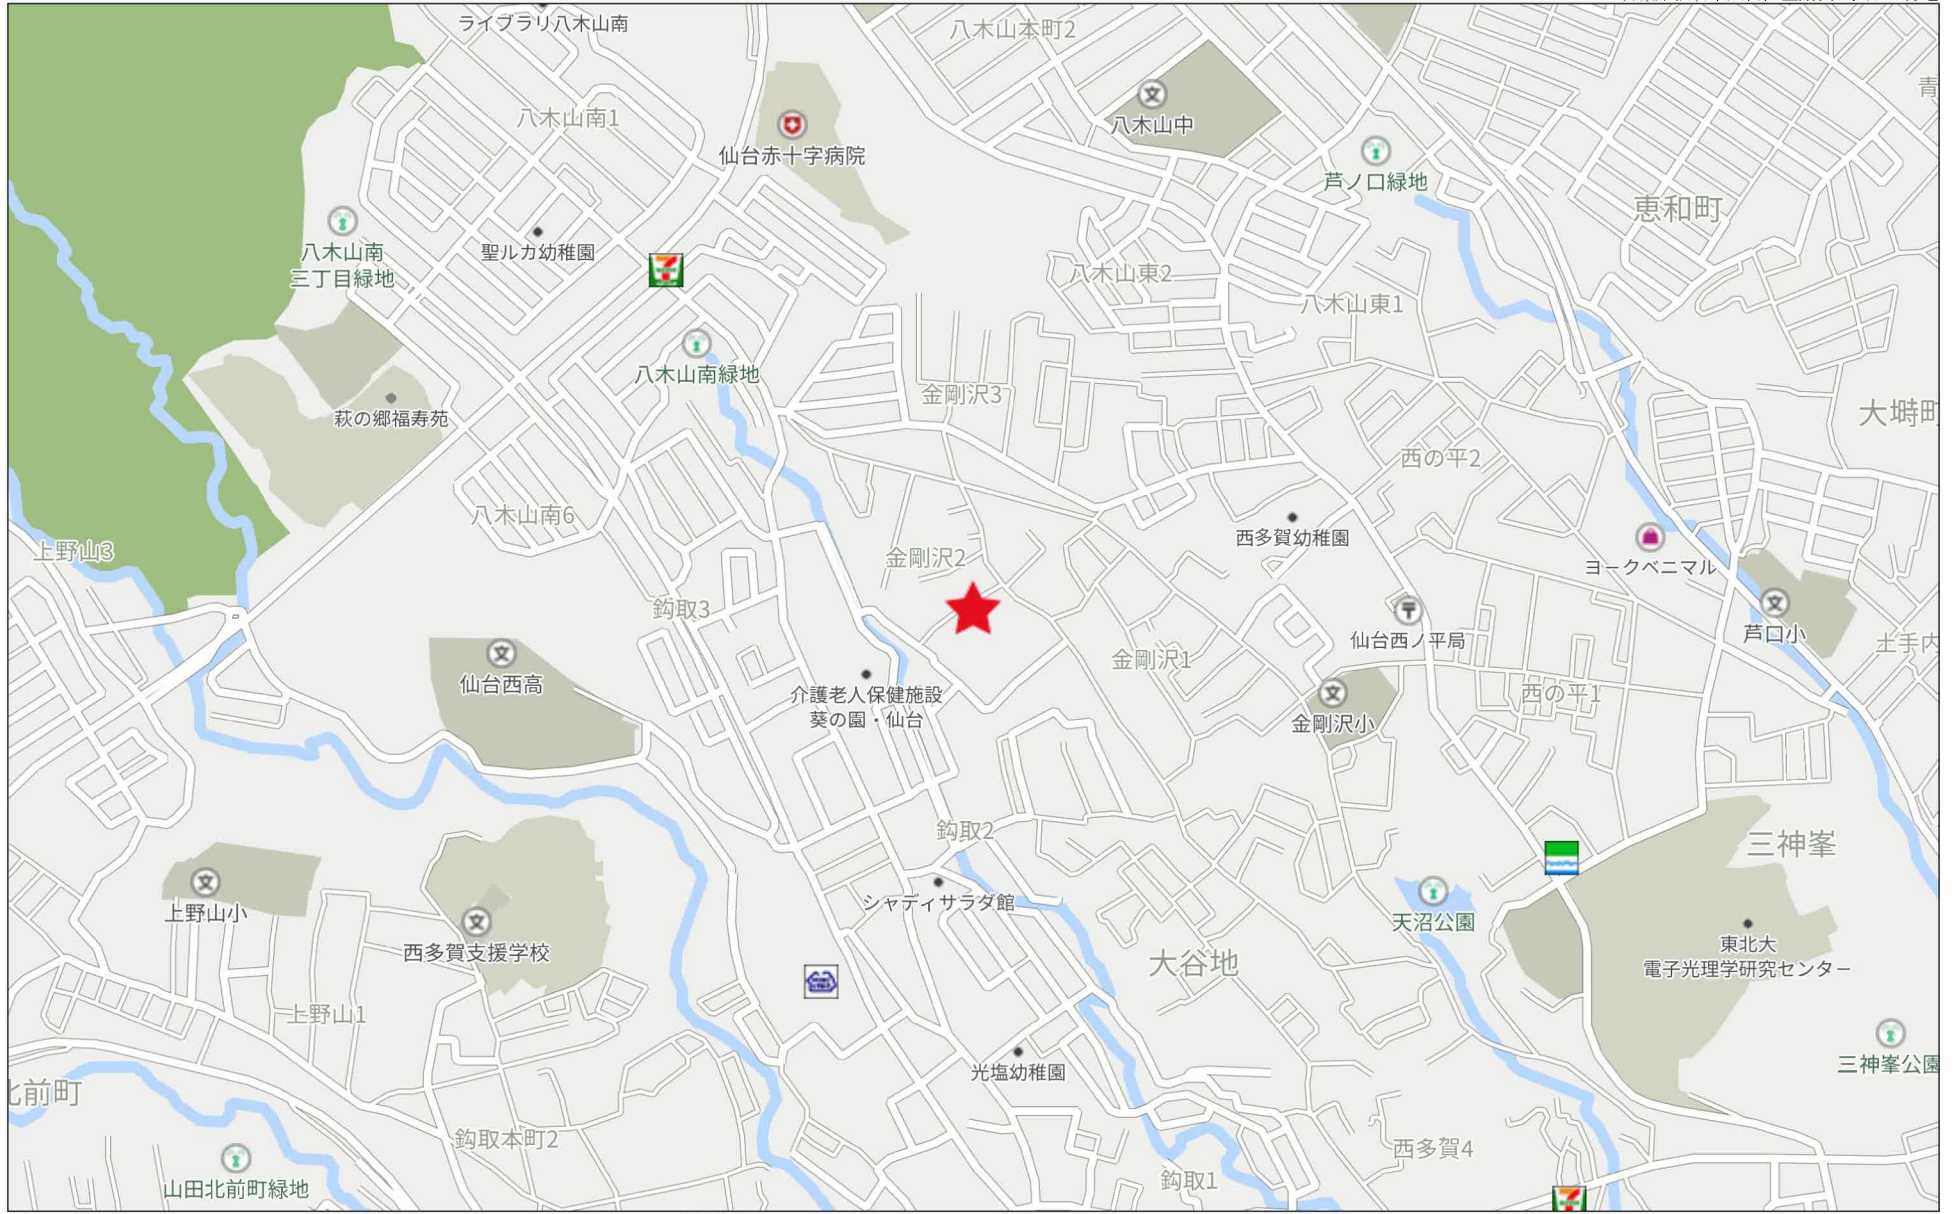 ライブラリ八木山南
八木山本町2
八木山中
八木山南1
仙台赤十字病院
芦ノ口緑地
恵和町
青
八木山南
三丁目緑地
聖ルカ幼稚園
八木山東2
八木山東1
八木山南緑地
金剛沢3
萩の郷福寿苑
大塒町
西の平2
八木山南6
西多賀幼稚園
上野山3
金剛沢2
ヨークベニマル
鈎取3
仙台西ノ平局
芦口小
土手内
仙台西高
金剛沢1
介護老人保健施設
葵の園・仙台
西の平1
金剛沢小
鈎取2
三神峯
シャディサラダ館
上野山小
天沼公園
西多賀支援学校
東北大
電子光理学研究センター
大谷地
上野山1
光塩幼稚園
三神峯公園
北前町
鈎取本町2
西多賀4
山田北前町緑地
鈎取1